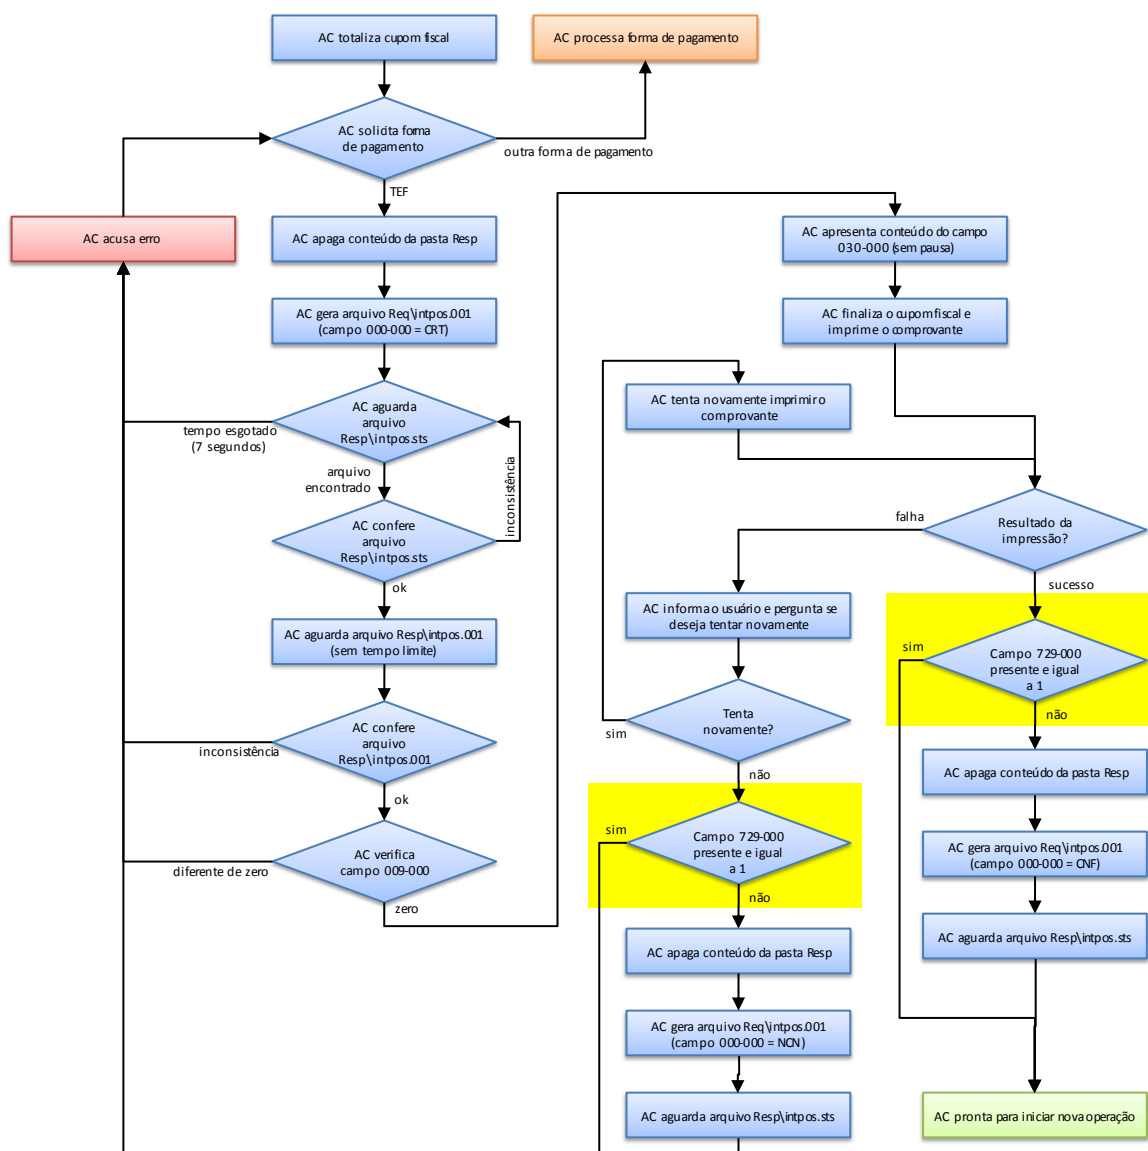 AC totaliza cupom fiscal
AC processa forma de pagamento
AC solicita forma
de pagamento
outra forma de pagamento
TEF
AC acusa erro
AC apaga conteúdo da pasta Resp
AC gera arquivo Req\intpos.001
(campo 000-000 = CRT)
AC aguarda
arquivo
Resp\intpos.sts
tempo esgotado
(7 segundos)
arquivo
encontrado
inconsistência
AC confere
arquivo
Resp\intpos.sts
ok
AC aguarda arquivo Resp\intpos.001
(sem tempo limite)
AC confere
arquivo
Resp\intpos.001
inconsistência
ok
AC verifica
campo 009-000
diferente de zero
zero
AC apresenta conteúdo do campo
030-000 (sem pausa)
AC finaliza o cupom fiscal e
imprime o comprovante
AC tenta novamente imprimir o
comprovante
Resultado da
impressão?
falha
sucesso
AC informa o usuário e pergunta se
deseja tentar novamente
Tenta
novamente?
sim
não
Campo 729-000
presente e igual
a 1
sim
não
AC apaga conteúdo da pasta Resp
AC gera arquivo Req\intpos.001
(campo 000-000 = NCN)
AC aguarda arquivo Resp\intpos.sts
Campo 729-000
presente e igual
a 1
sim
não
AC apaga conteúdo da pasta Resp
AC gera arquivo Req\intpos.001
(campo 000-000 = CNF)
AC aguarda arquivo Resp\intpos.sts
AC pronta para iniciar nova operação